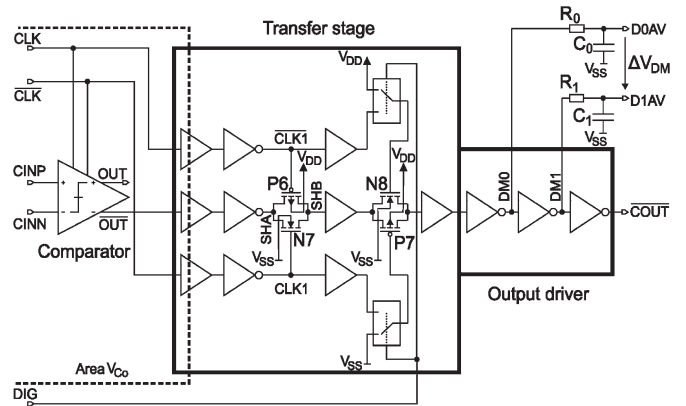 Transfer stage
R0
D0AV
C0
VSS
ΔVDM
R1
D1AV
C1
VSS
CLK
CLK
VDD
CLK1
VDD
VDD
P6
N8
SHA
SHB
N7
P7
VSS
VSS
CLK1
VSS
CINP
CINN
OUT
OUT
Comparator
DM0
DM1
COUT
Output driver
Area VCo
DIG